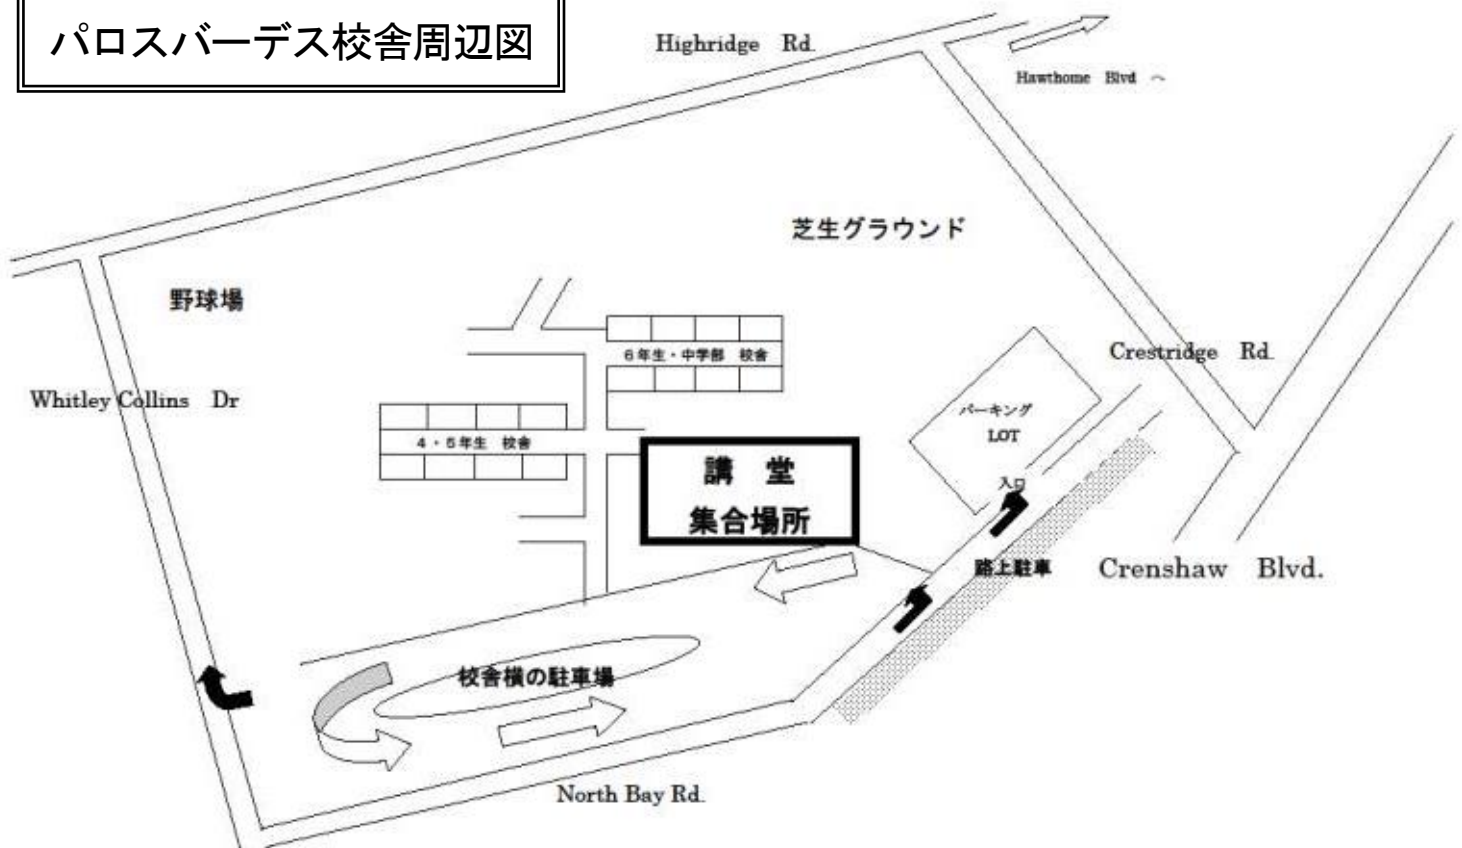 パロスバーデス校舎周辺図
Highridge Rd.
Hawthorne Blvd へ
芝生グラウンド
野球場
6年生・中学部 校舎
Crestridge Rd.
Whitley Collins Dr
パーキング
LOT
4・5年生 校舎
講 堂
集合場所
入口
路上駐車
Crenshaw Blvd.
校舎横の駐車場
North Bay Rd.